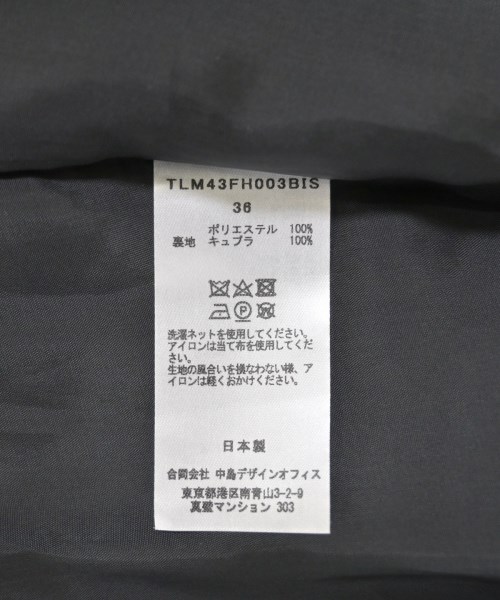 TLM43FH003BIS
36
ポリエステル 100%
裏地 キュプラ 100%
P W
洗濯ネットを使用してください。
アイロンは当て布を使用してくださ
い。
生地の風合いを損なわない様、ア
イロンは軽くおかけください。
日本製
合同会社 中島デザインオフィス
東京都港区南青山3-2-9
真壁マンション 303